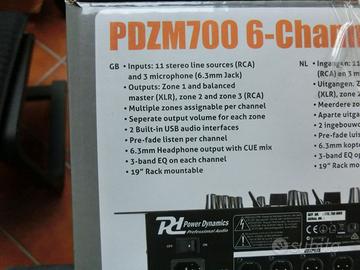 PDZM700 6-Chann
GB • Inputs: 11 stereo line sources (RCA)
and 3 microphone (6.3mm Jack)
• Outputs: Zone 1 and balanced
master (XLR), zone 2 and zone 3 (RCA)
• Multiple zones assignable per channel
• Seperate output volume for each zone
• 2 Built-in USB audio interfaces
• Pre-fade listen per channel
• 6.3mm Headphone output with CUE mix
• 3-band EQ on each channel
• 19" Rack mountable
NL • Ingangen: 11
(RCA) en 3 m
• Uitgangen: Z
(XLR), zone 2
• Meerdere zo
• Aparte uitga
• 2 ingebouw
• Pre-fade luis
• 6.3mm kopt
• 3-band EQ o
• 19" Rack mo
PD Power Dynamics
Professional Audio
subito